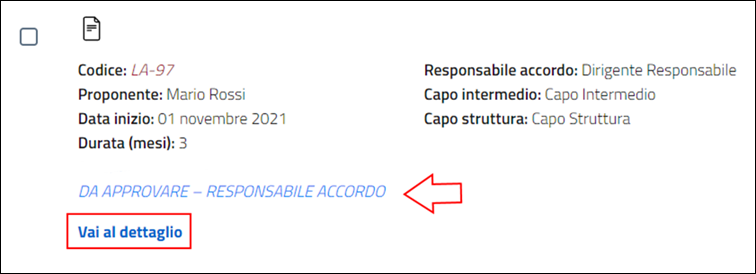 Codice: LA-97
Proponente: Mario Rossi
Data inizio: 01 novembre 2021
Durata (mesi): 3
Responsabile accordo: Dirigente Responsabile
Capo intermedio: Capo Intermedio
Capo struttura: Capo Struttura
DA APPROVARE – RESPONSABILE ACCORDO
Vai al dettaglio